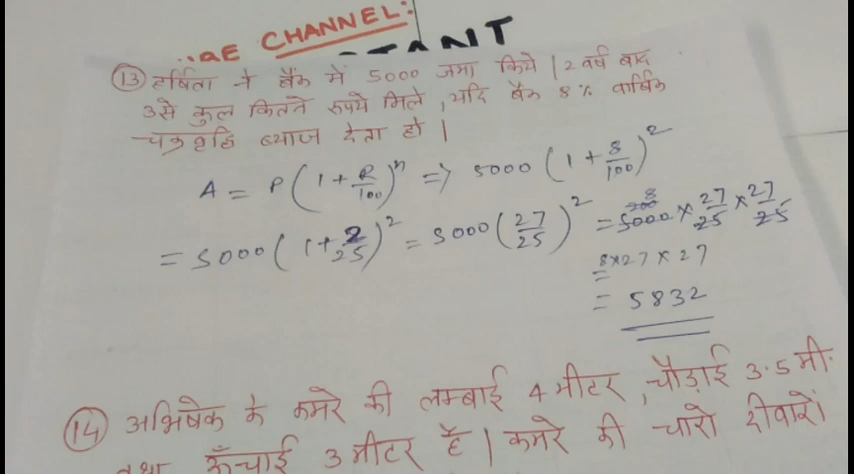 CHANNEL:
(13) हर्षिता ने बैंक में 5000 जमा किये | 2 वर्ष बाद
उसे कुल कितने रुपये मिले , यदि बैंक 8% वार्षिक
चक्रवृद्धि ब्याज देता हो |
A = P(1+R/100)^n => 5000 (1+8/100)^2
= 5000(1+2/25)^2 = 5000(27/25)^2 = 5000 × 27/25 × 27/25
= 8×27×27
= 5832
(14) अभिषेक के कमरे की लम्बाई 4 मीटर , चौड़ाई 3.5 मी.
तथा ऊँचाई 3 मीटर है | कमरे की चारो दीवारों